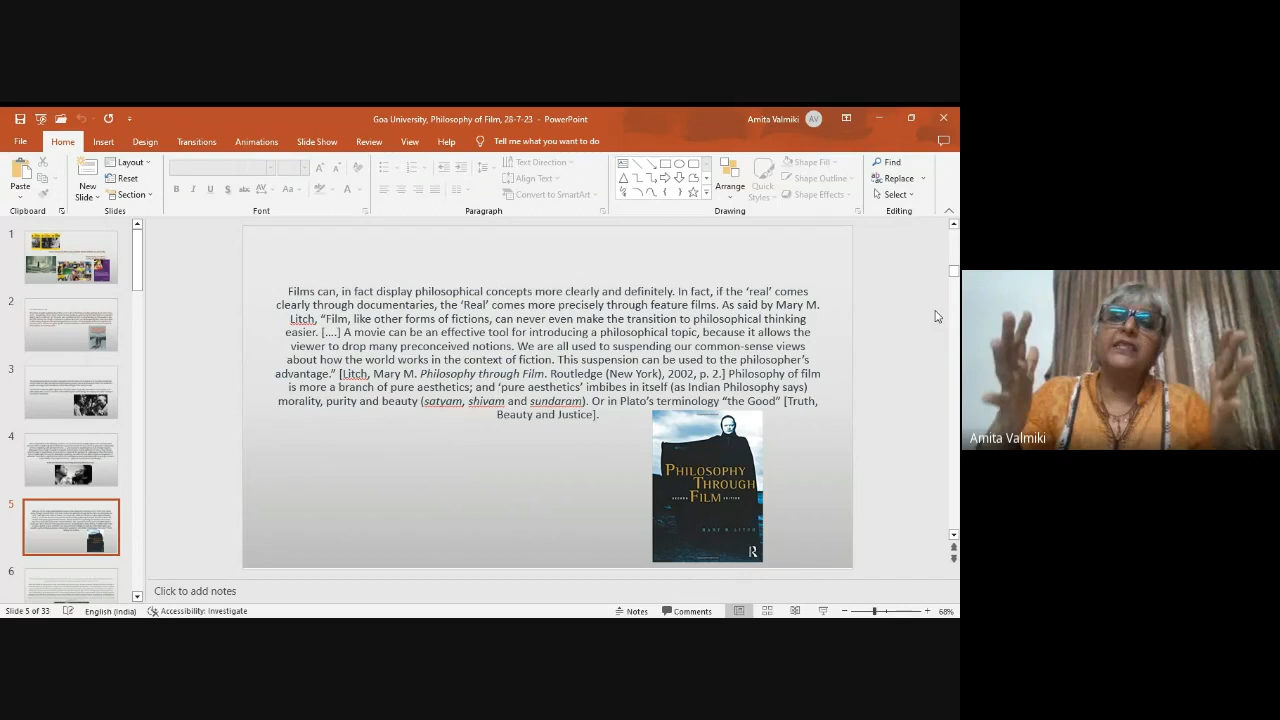 Goa University, Philosophy of Film, 28-7-23 - PowerPoint
Amita Valmiki
AV
File
Home
Insert
Design
Transitions
Animations
Slide Show
Review
View
Help
Tell me what you want to do
Paste
New
Slide
Layout
Reset
Section
Text Direction
Align Text
Convert to SmartArt
Arrange
Quick
Styles
Shape Fill
Shape Outline
Shape Effects
Find
Replace
Select
Clipboard
Slides
Font
Paragraph
Drawing
Editing
1
2
3
4
5
6
Films can, in fact display philosophical concepts more clearly and definitely. In fact, if the ‘real’ comes
clearly through documentaries, the ‘Real’ comes more precisely through feature films. As said by Mary M.
Litch, “Film, like other forms of fictions, can never even make the transition to philosophical thinking
easier. [….] A movie can be an effective tool for introducing a philosophical topic, because it allows the
viewer to drop many preconceived notions. We are all used to suspending our common-sense views
about how the world works in the context of fiction. This suspension can be used to the philosopher’s
advantage.” [Litch, Mary M. Philosophy through Film. Routledge (New York), 2002, p. 2.] Philosophy of film
is more a branch of pure aesthetics; and ‘pure aesthetics’ imbibes in itself (as Indian Philosophy says)
morality, purity and beauty (satyam, shivam and sundaram). Or in Plato’s terminology “the Good” [Truth,
Beauty and Justice].
PHILOSOPHY
THROUGH
FILM
SECOND EDITION
MARY M. LITCH
R
Amita Valmiki
Click to add notes
Slide 5 of 33
English (India)
Accessibility: Investigate
Notes
Comments
68%